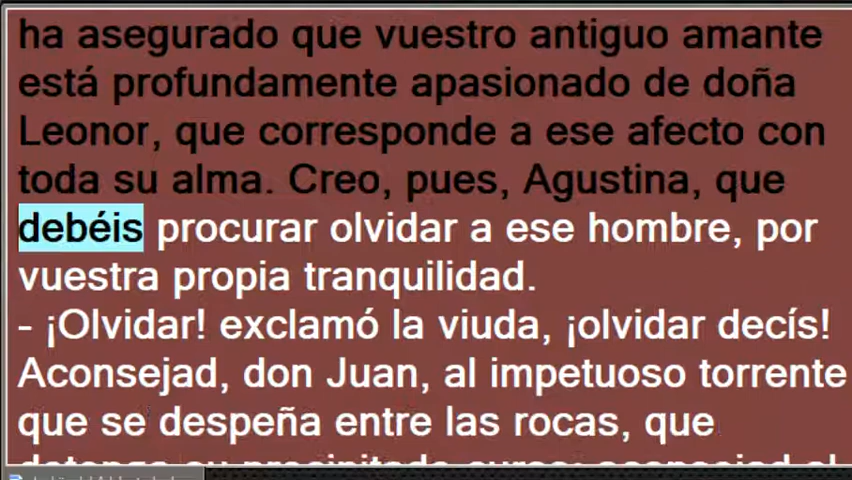 ha asegurado que vuestro antiguo amante
está profundamente apasionado de doña
Leonor, que corresponde a ese afecto con
toda su alma. Creo, pues, Agustina, que
debéis procurar olvidar a ese hombre, por
vuestra propia tranquilidad.
- ¡Olvidar! exclamó la viuda, ¡olvidar decís!
Aconsejad, don Juan, al impetuoso torrente
que se despeña entre las rocas, que